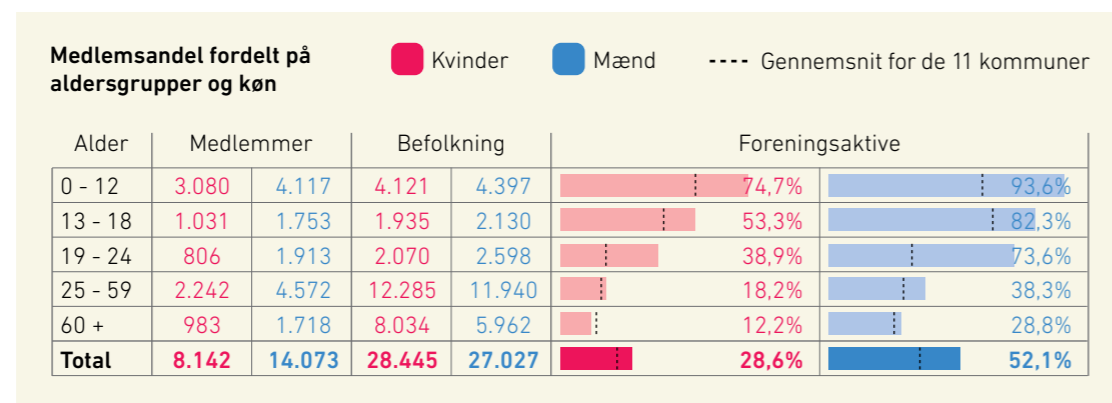 Medlemsandel fordelt på
aldersgrupper og køn
Kvinder Mænd ---- Gennemsnit for de 11 kommuner
Alder Medlemmer Befolkning Foreningsaktive
0 - 12 3.080 4.117 4.121 4.397 74,7% 93,6%
13 - 18 1.031 1.753 1.935 2.130 53,3% 82,3%
19 - 24 806 1.913 2.070 2.598 38,9% 73,6%
25 - 59 2.242 4.572 12.285 11.940 18,2% 38,3%
60 + 983 1.718 8.034 5.962 12,2% 28,8%
Total 8.142 14.073 28.445 27.027 28,6% 52,1%